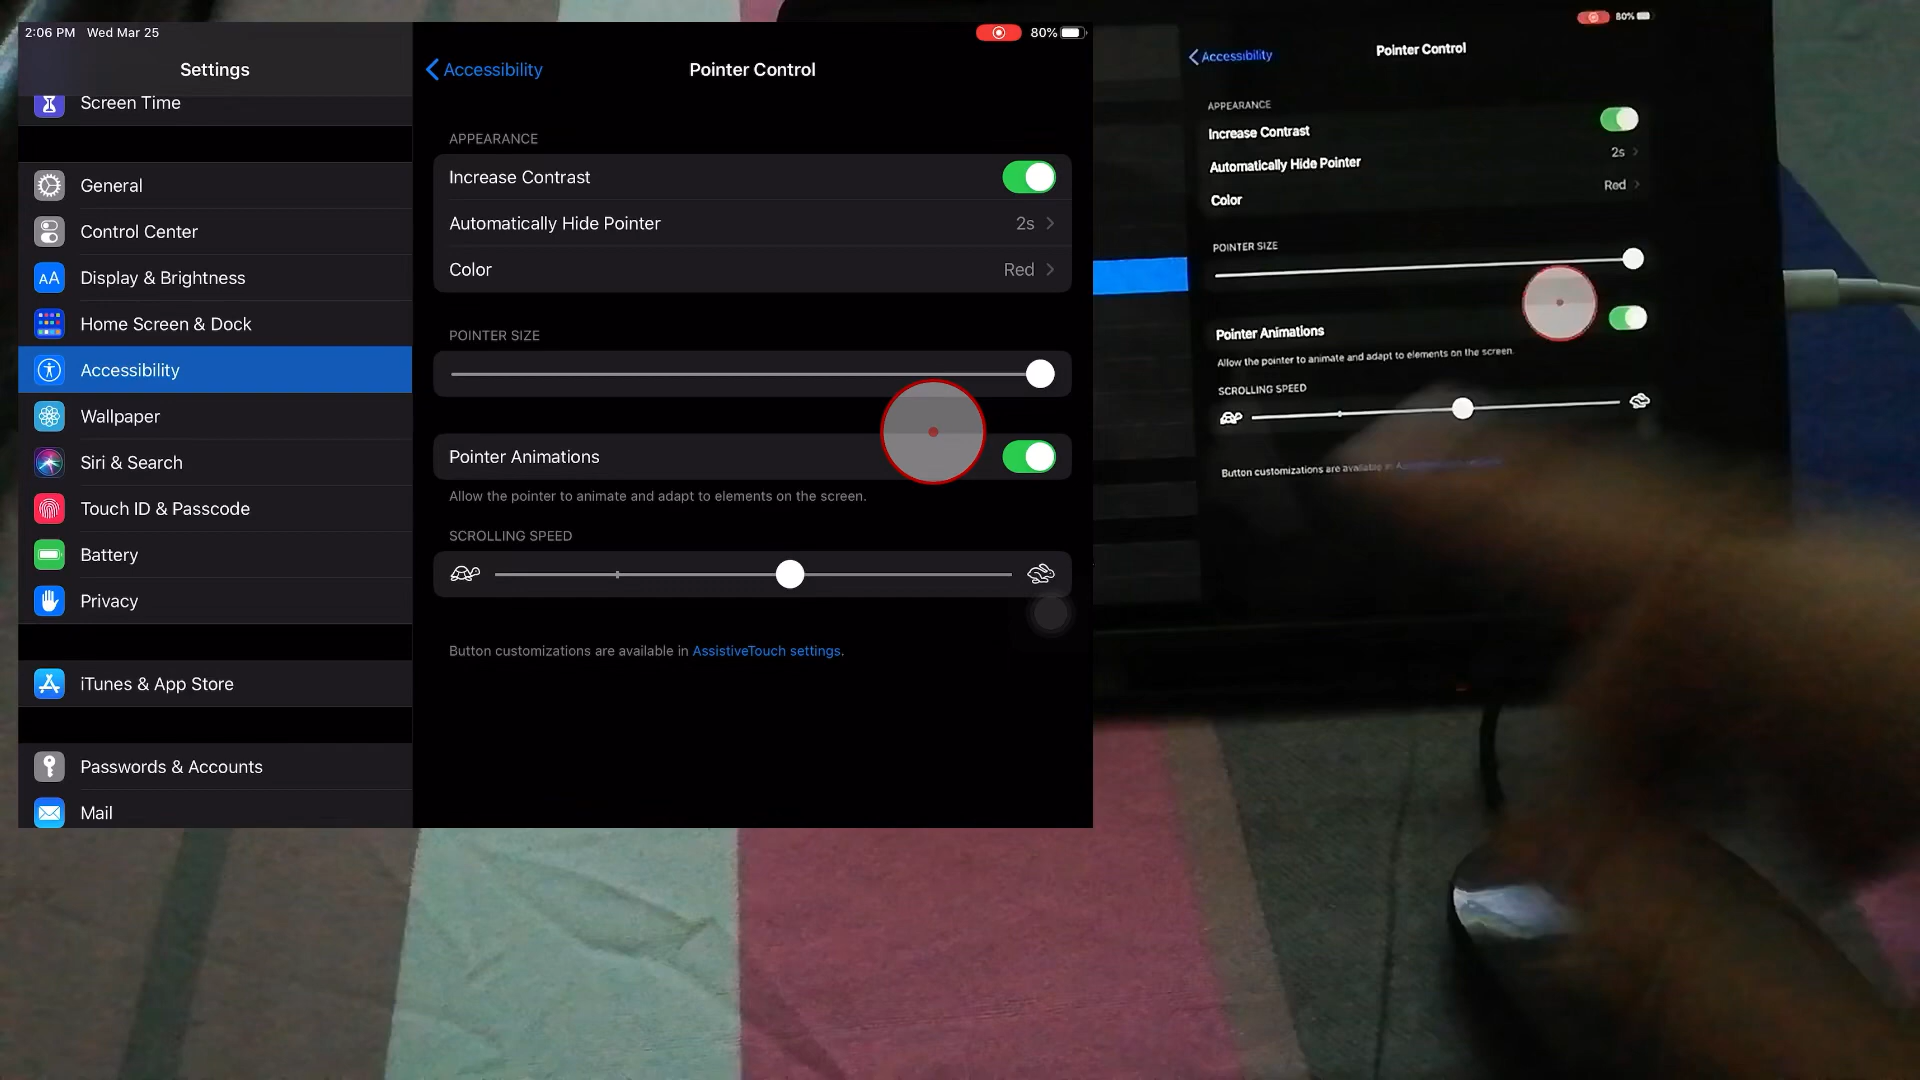 2:06 PM Wed Mar 25
80%
Settings
Screen Time
General
Control Center
AA Display & Brightness
Home Screen & Dock
Accessibility
Wallpaper
Siri & Search
Touch ID & Passcode
Battery
Privacy
iTunes & App Store
Passwords & Accounts
Mail
Accessibility
Pointer Control
APPEARANCE
Increase Contrast
Automatically Hide Pointer 2s
Color Red
POINTER SIZE
Pointer Animations
Allow the pointer to animate and adapt to elements on the screen.
SCROLLING SPEED
Button customizations are available in AssistiveTouch settings.
80%
Accessibility
Pointer Control
APPEARANCE
Increase Contrast
Automatically Hide Pointer 2s
Color Red
POINTER SIZE
Pointer Animations
Allow the pointer to animate and adapt to elements on the screen.
SCROLLING SPEED
Button customizations are available in